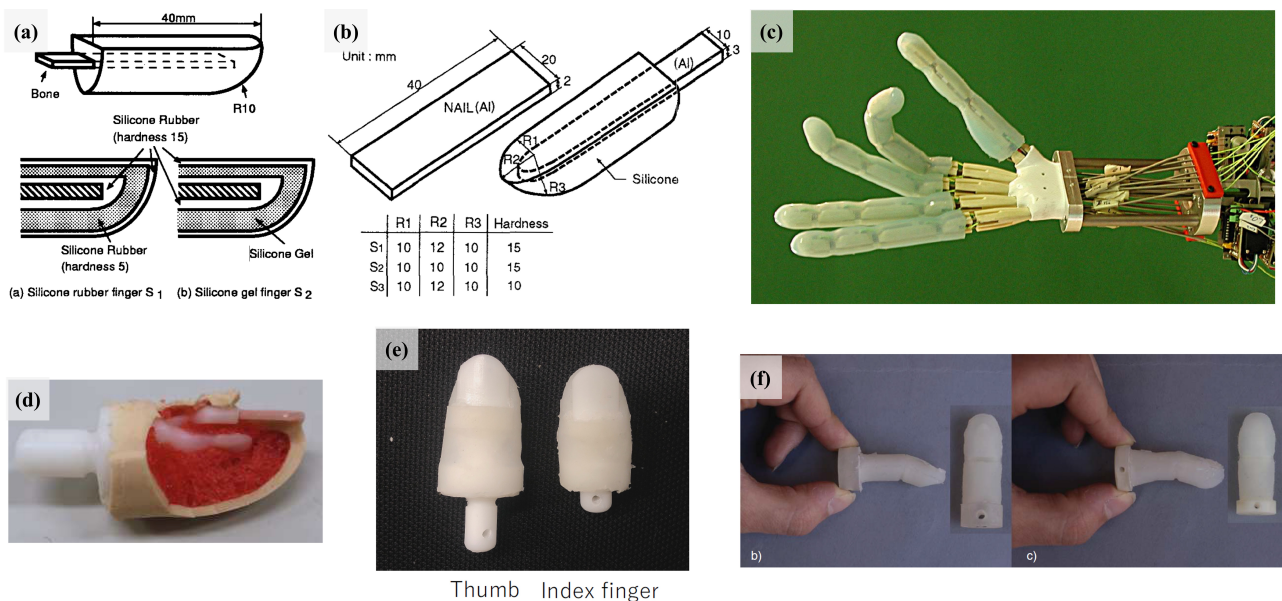 (a)
40mm
Bone
R10
Silicone Rubber
(hardness 15)
Silicone Rubber
(hardness 5)
Silicone Gel
(a) Silicone rubber finger S 1
(b) Silicone gel finger S 2
(b)
Unit : mm
40
20
2
NAIL(Al)
10
3
(Al)
R1
R2
R3
Silicone
R1 R2 R3 Hardness
S1 10 12 10 15
S2 10 10 10 15
S3 10 12 10 10
(c)
(d)
(e)
Thumb Index finger
(f)
b)
c)